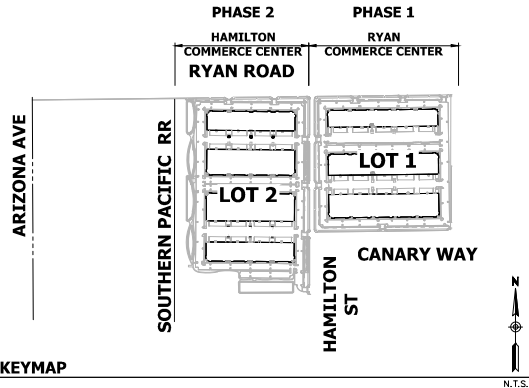 PHASE 2
PHASE 1
HAMILTON
COMMERCE CENTER
RYAN
COMMERCE CENTER
RYAN ROAD
ARIZONA AVE
SOUTHERN PACIFIC RR
LOT 1
LOT 2
CANARY WAY
HAMILTON
ST
N
KEYMAP
N.T.S.